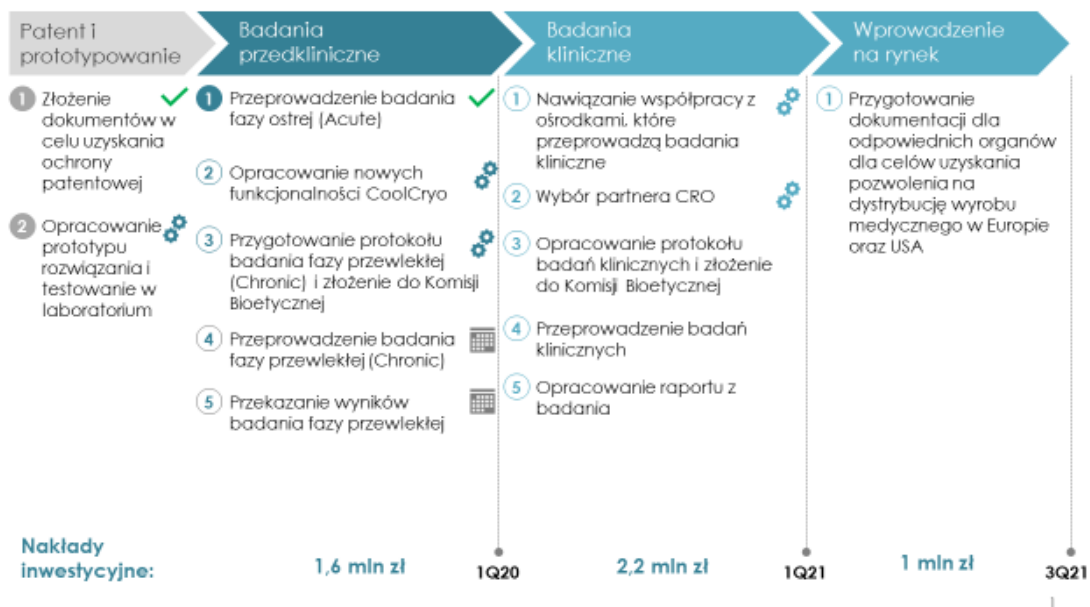 Patent i
prototypowanie
1 Złożenie
dokumentów w
celu uzyskania
ochrony
patentowej
2 Opracowanie
prototypu
rozwiązania i
testowanie w
laboratorium
Badania
przedkliniczne
1 Przeprowadzenie badania
fazy ostrej (Acute)
2 Opracowanie nowych
funkcjonalności CoolCryo
3 Przygotowanie protokołu
badania fazy przewlekłej
(Chronic) i złożenie do Komisji
Bioetycznej
4 Przeprowadzenie badania
fazy przewlekłej (Chronic)
5 Przekazanie wyników
badania fazy przewlekłej
Badania
kliniczne
1 Nawiązanie współpracy z
ośrodkami, które
przeprowadzą badania
kliniczne
2 Wybór partnera CRO
3 Opracowanie protokołu
badań klinicznych i złożenie
do Komisji Bioetycznej
4 Przeprowadzenie badań
klinicznych
5 Opracowanie raportu z
badania
Wprowadzenie
na rynek
1 Przygotowanie
dokumentacji dla
odpowiednich organów
dla celów uzyskania
pozwolenia na
dystrybucję wyrobu
medycznego w Europie
oraz USA
Nakłady
inwestycyjne:
1,6 mln zł
1Q20
2,2 mln zł
1Q21
1 mln zł
3Q21
1